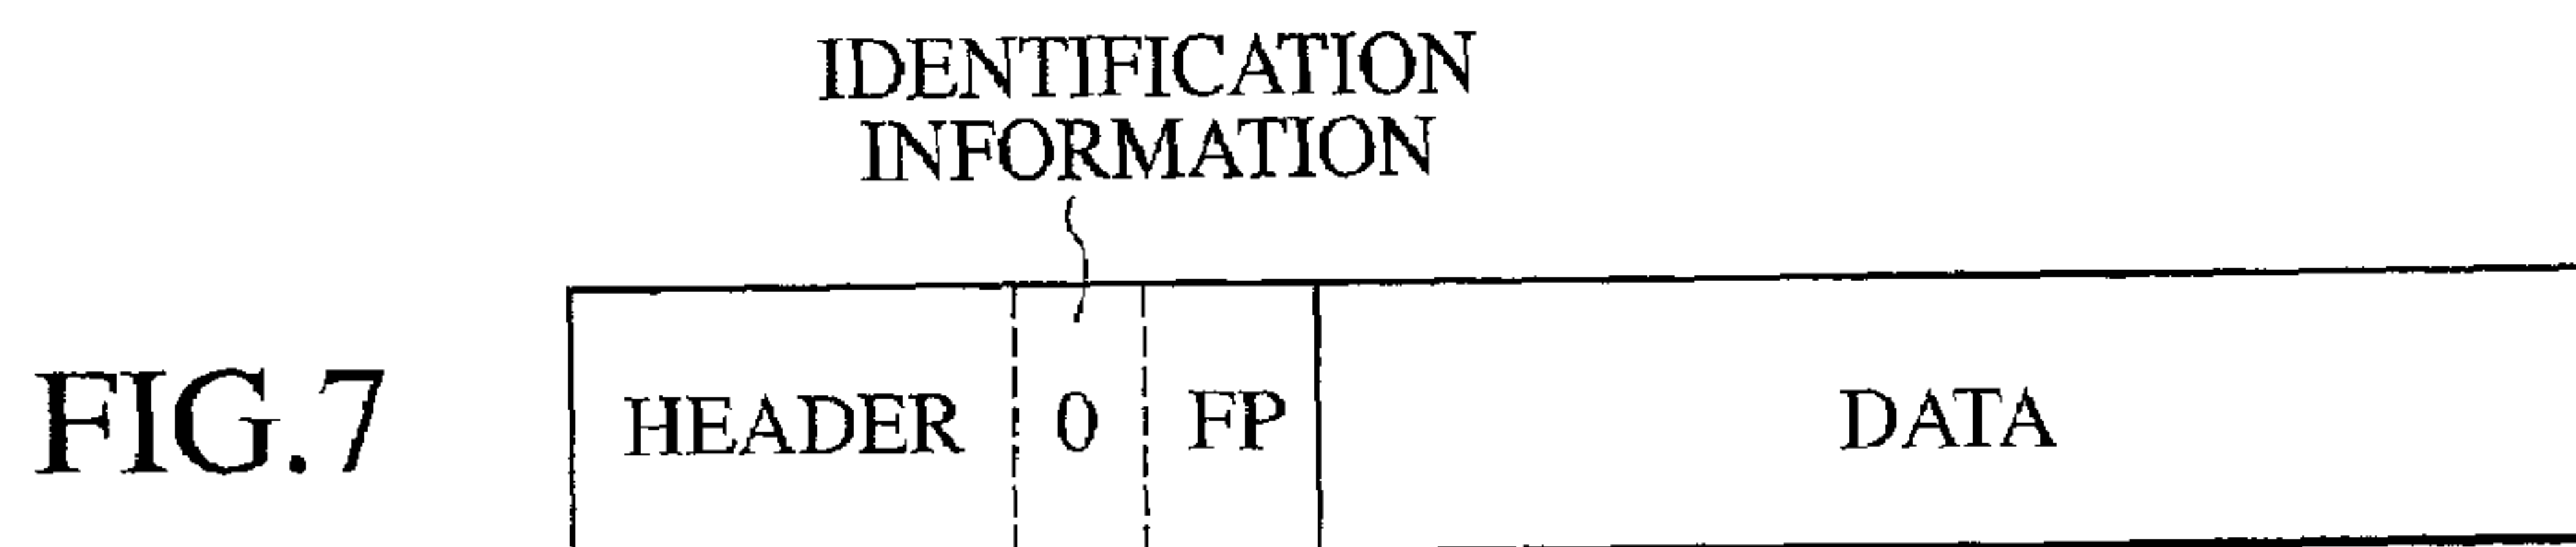 IDENTIFICATION
INFORMATION
FIG.7
HEADER 0 FP DATA